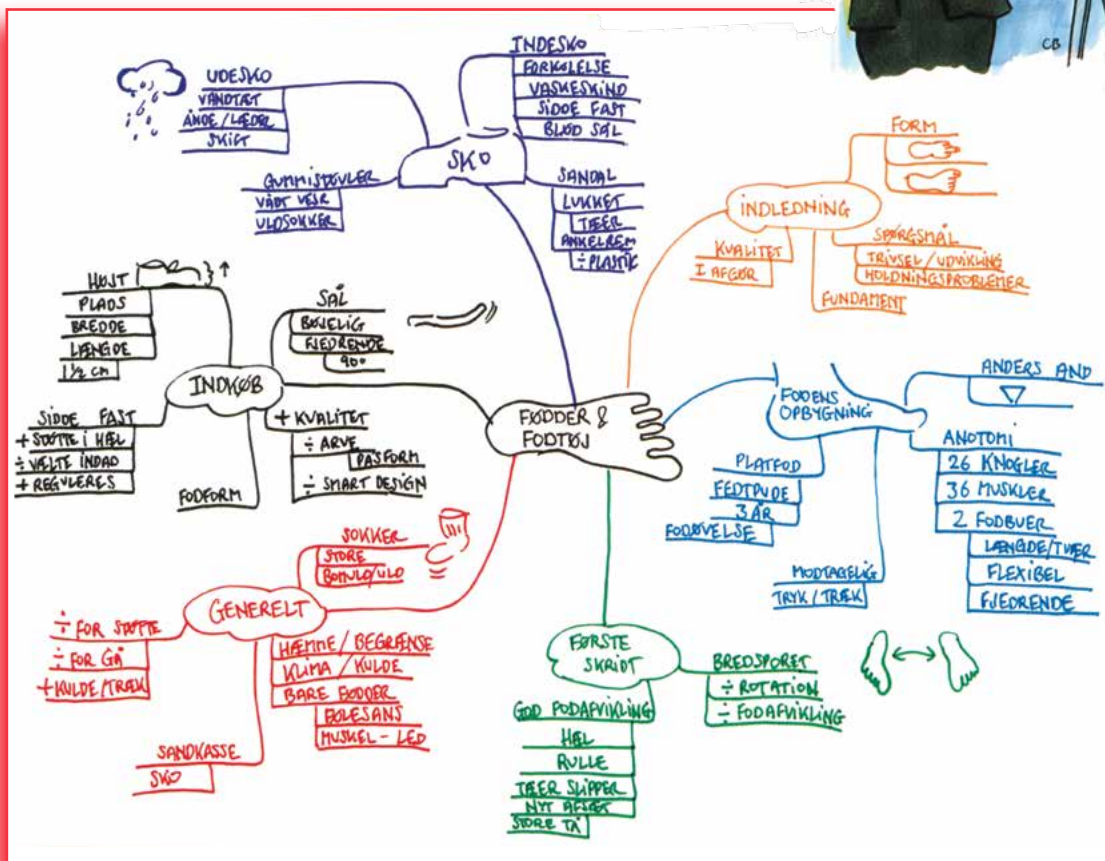 CB
UDESKO
VANDTÆT
ÅNDE/LÆDER
SKIFT
GUMMISTØVLER
VÅDT VEJR
ULDSOKKER
SKO
INDESKO
FORKØLELSE
VASKESKIND
SIDDE FAST
BLØD SÅL
SANDAL
LUKKET
TÆER
ANKELREM
÷ PLASTIK
INDLEDNING
FORM
SPØRGSMÅL
TRIVSEL/UDVIKLING
HOLDNINGSPROBLEMER
FUNDAMENT
KVALITET
I AFGØR
INDKØB
HØJT
PLADS
BREDDE
LÆNGDE
1½ CM
SÅL
BØJELIG
FJEDRENDE
90°
SIDDE FAST
+ STØTTE I HÆL
÷ VÆLTE INDAD
+ REGULERES
FODFORM
+ KVALITET
÷ ARVE
PASFORM
÷ SMART DESIGN
FØDDER &
FODTØJ
FODENS
OPBYGNING
ANDERS AND
ANOTOMI
26 KNOGLER
36 MUSKLER
2 FODBUER
LÆNGDE/TVÆR
FLEXIBEL
FJEDRENDE
PLATFOD
FEDTPUDE
3 ÅR
FODØVELSE
MODTAGELIG
TRYK/TRÆK
GENERELT
SOKKER
STORE
BOMULD/ULD
÷ FOR STØTTE
÷ FOR GÅ
+ KULDE/TRÆK
HÆMME/BEGRÆNSE
KLIMA/KULDE
BARE FØDDER
FØLESANS
MUSKEL-LED
SANDKASSE
SKO
FØRSTE
SKRIDT
BREDSPORET
÷ ROTATION
÷ FODAFVIKLING
GOD FODAFVIKLING
HÆL
RULLE
TÆER SLIPPER
NYT AFSÆT
STORE TÅ